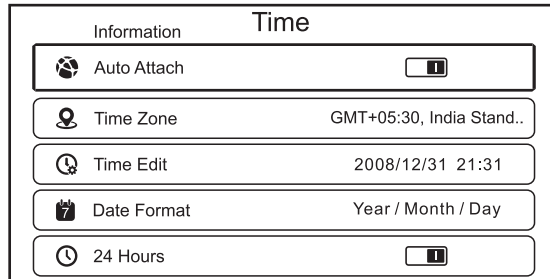 Time
Information
Auto Attach
Time Zone GMT+05:30, India Stand..
Time Edit 2008/12/31 21:31
7 Date Format Year / Month / Day
24 Hours